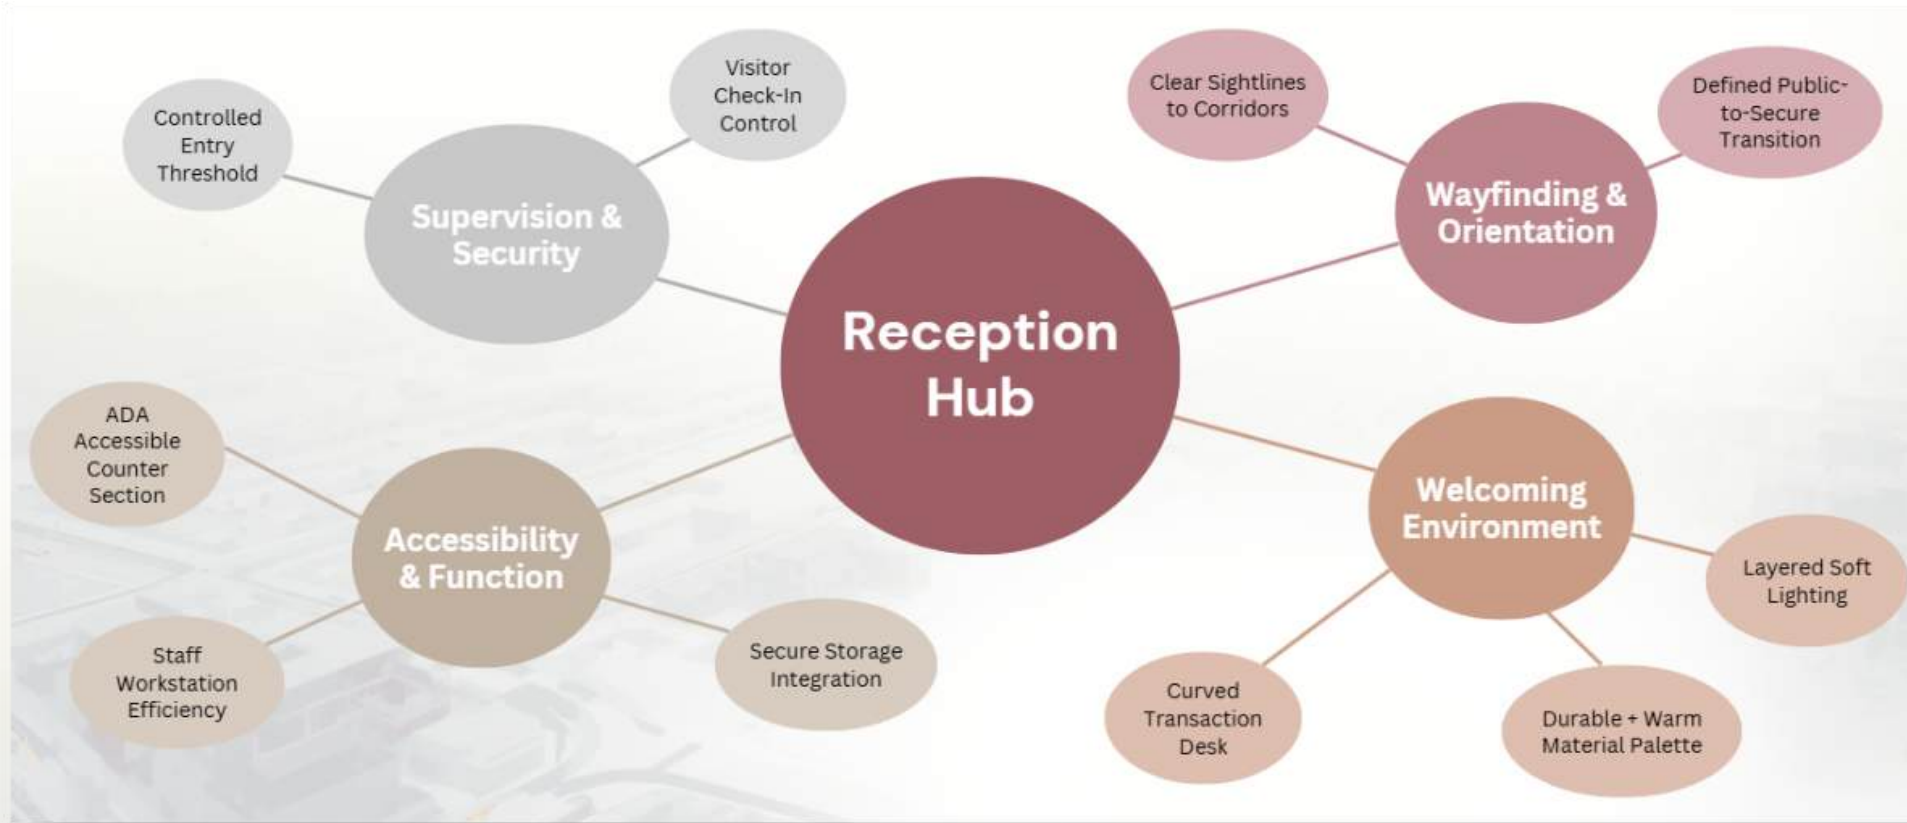 Reception
Hub
Supervision &
Security
Controlled
Entry
Threshold
Visitor
Check-In
Control
Wayfinding &
Orientation
Clear Sightlines
to Corridors
Defined Public-
to-Secure
Transition
Accessibility
& Function
ADA
Accessible
Counter
Section
Staff
Workstation
Efficiency
Secure Storage
Integration
Welcoming
Environment
Layered Soft
Lighting
Curved
Transaction
Desk
Durable + Warm
Material Palette